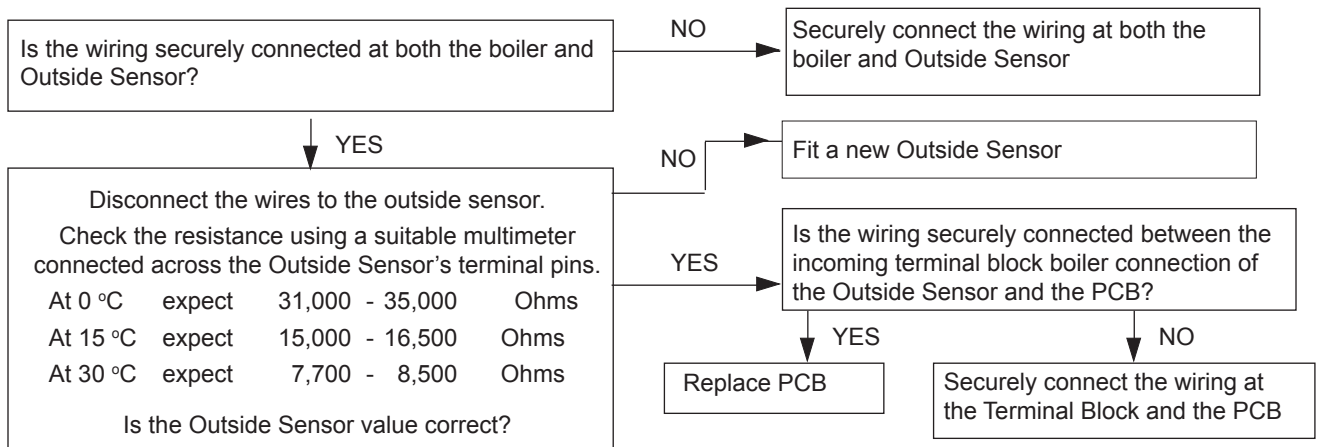 Is the wiring securely connected at both the boiler and
Outside Sensor?
NO
Securely connect the wiring at both the
boiler and Outside Sensor
YES
Disconnect the wires to the outside sensor.
Check the resistance using a suitable multimeter
connected across the Outside Sensor’s terminal pins.
At 0 ºC expect 31,000 - 35,000 Ohms
At 15 ºC expect 15,000 - 16,500 Ohms
At 30 ºC expect 7,700 - 8,500 Ohms
Is the Outside Sensor value correct?
NO
Fit a new Outside Sensor
YES
Is the wiring securely connected between the
incoming terminal block boiler connection of
the Outside Sensor and the PCB?
YES
Replace PCB
NO
Securely connect the wiring at
the Terminal Block and the PCB